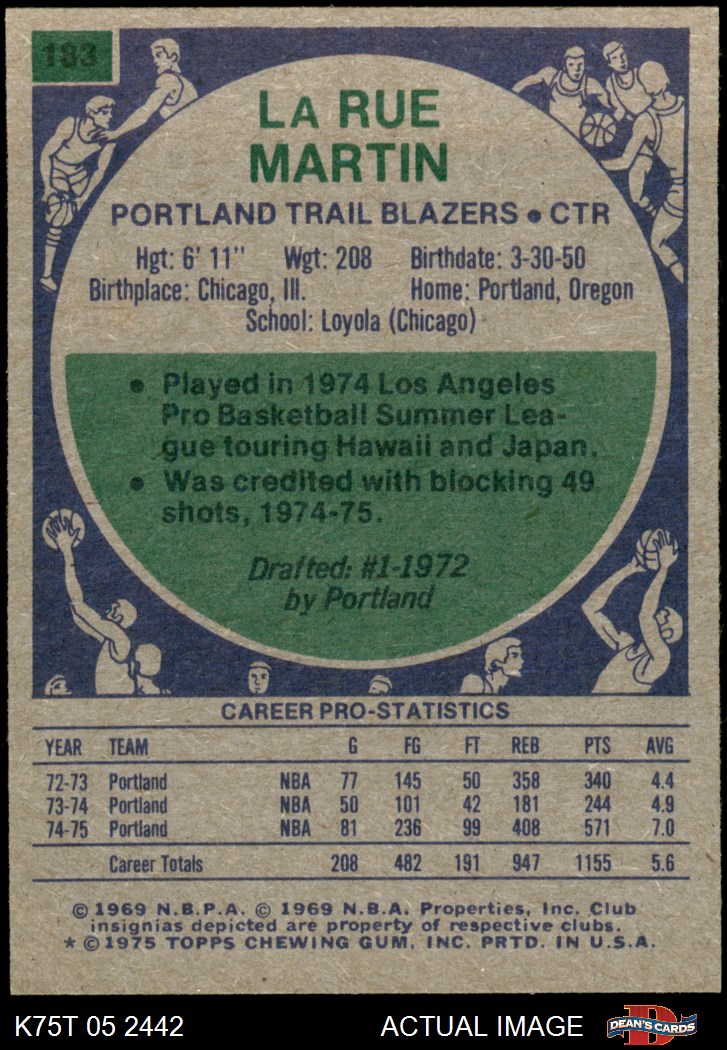 183
LA RUE
MARTIN
PORTLAND TRAIL BLAZERS • CTR
Hgt: 6' 11" Wgt: 208 Birthdate: 3-30-50
Birthplace: Chicago, Ill. Home: Portland, Oregon
School: Loyola (Chicago)
• Played in 1974 Los Angeles
Pro Basketball Summer Lea-
gue touring Hawaii and Japan.
• Was credited with blocking 49
shots, 1974-75.
Drafted: #1-1972
by Portland
CAREER PRO-STATISTICS
YEAR TEAM G FG FT REB PTS AVG
72-73 Portland NBA 77 145 50 358 340 4.4
73-74 Portland NBA 50 101 42 181 244 4.9
74-75 Portland NBA 81 236 99 408 571 7.0
Career Totals 208 482 191 947 1155 5.6
© 1969 N.B.P.A. © 1969 N.B.A. Properties, Inc. Club
insignias depicted are property of respective clubs.
* © 1975 TOPPS CHEWING GUM, INC. PRTD. IN U.S.A.
K75T 05 2442 ACTUAL IMAGE D DEAN'S CARDS